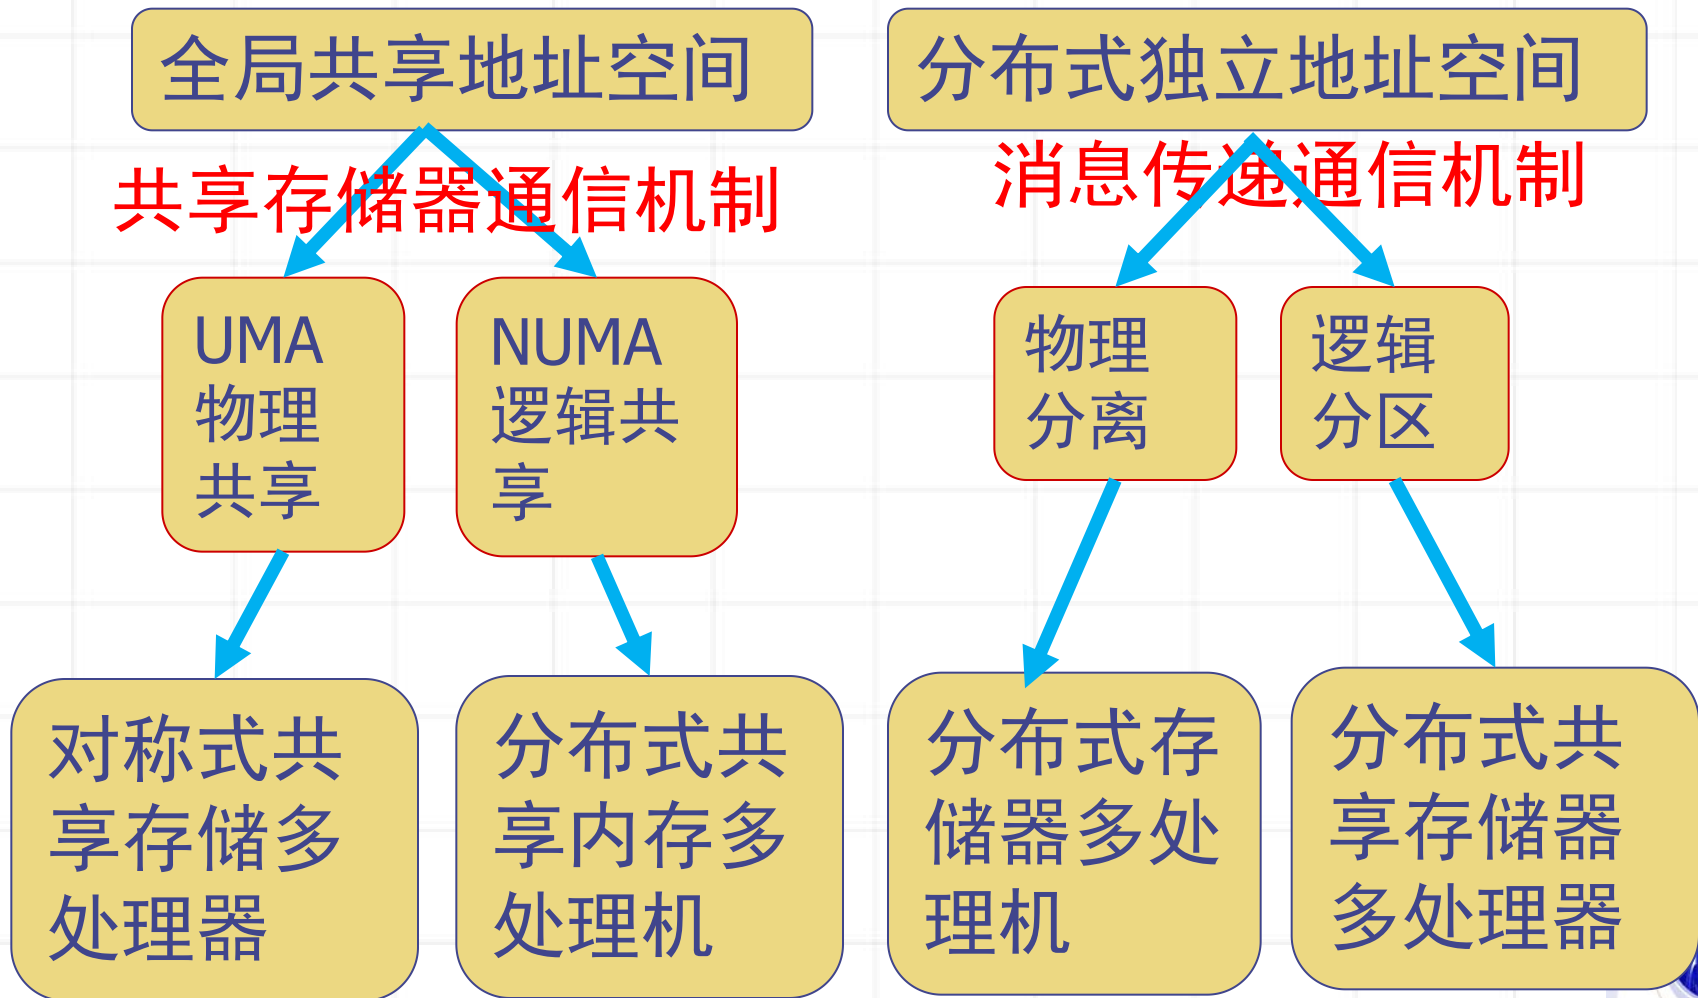 全局共享地址空间
分布式独立地址空间
共享存储器通信机制
消息传递通信机制
UMA
物理
共享
NUMA
逻辑共
享
物理
分离
逻辑
分区
对称式共
享存储多
处理器
分布式共
享内存多
处理机
分布式存
储器多处
理机
分布式共
享存储器
多处理器